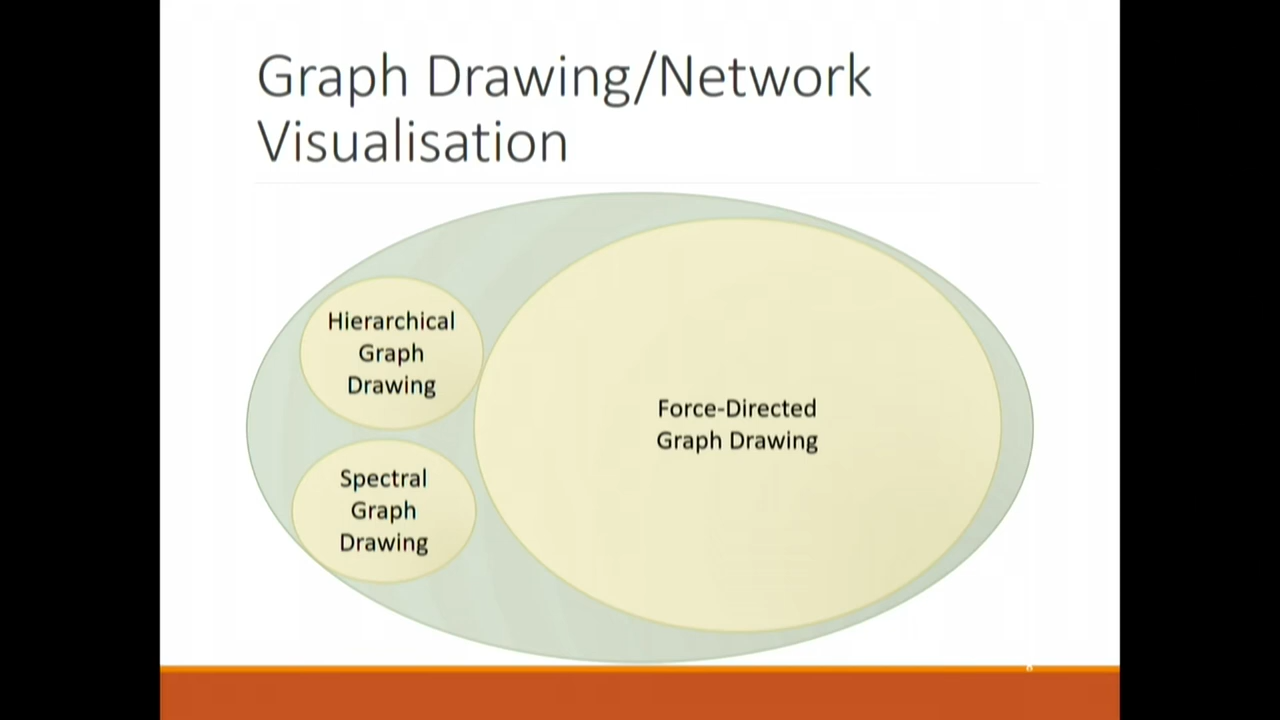 Graph Drawing/Network
Visualisation
Hierarchical
Graph
Drawing
Spectral
Graph
Drawing
Force-Directed
Graph Drawing